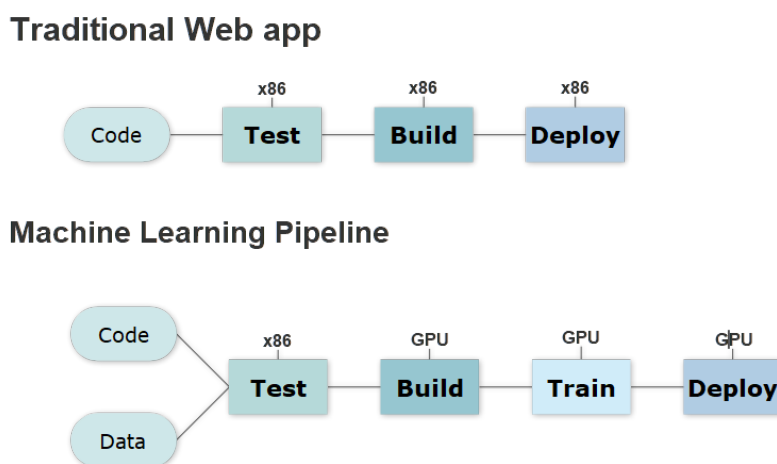 Traditional Web app
x86 x86 x86
Code Test Build Deploy
Machine Learning Pipeline
Code
x86 GPU GPU GPU
Test Build Train Deploy
Data